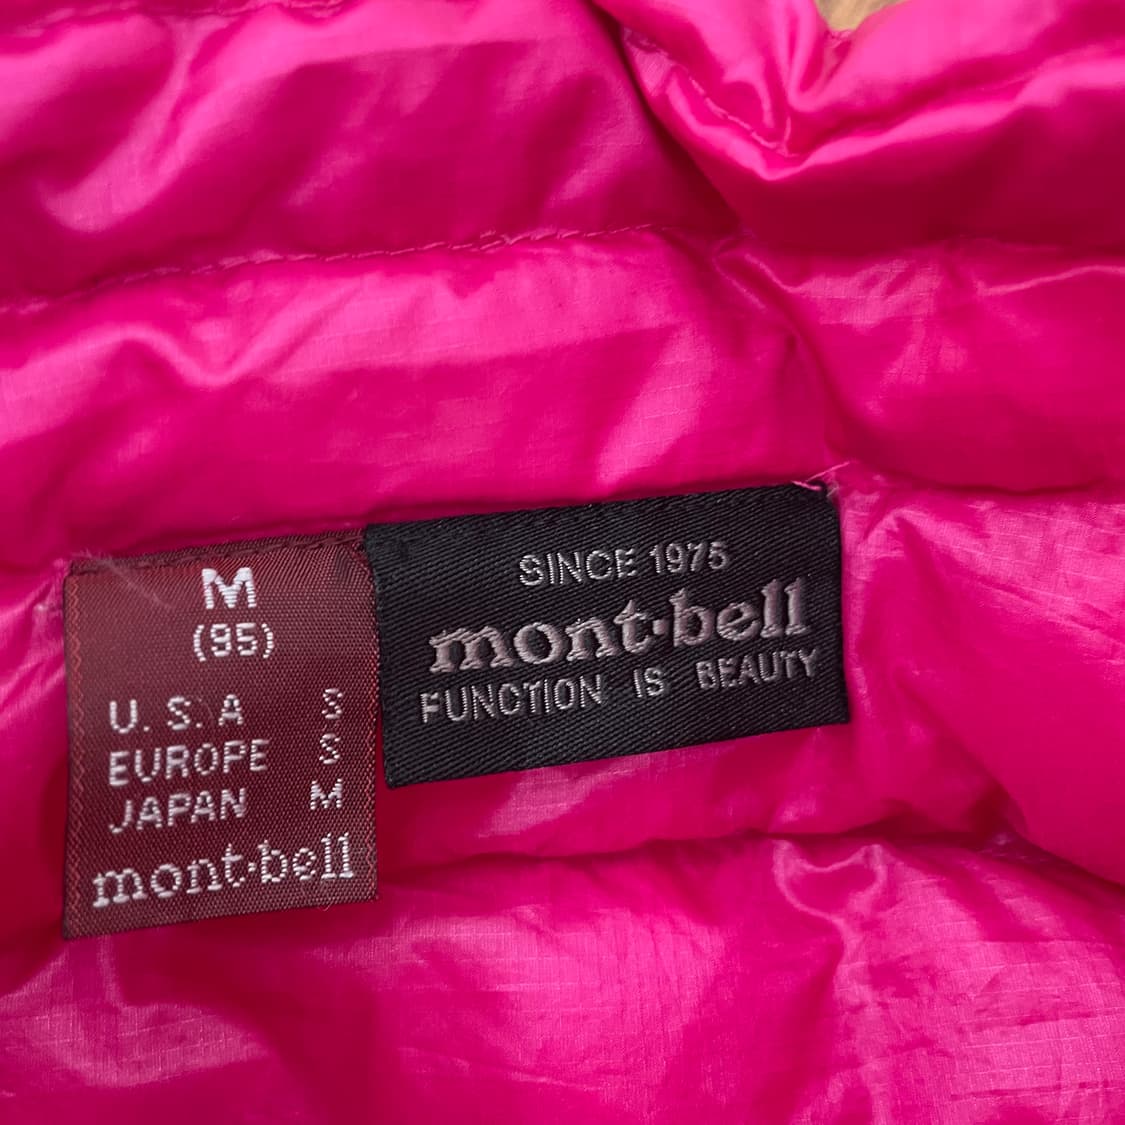 M
(95)
U.S.A S
EUROPE S
JAPAN M
mont·bell
SINCE 1975
mont·bell
FUNCTION IS BEAUTY